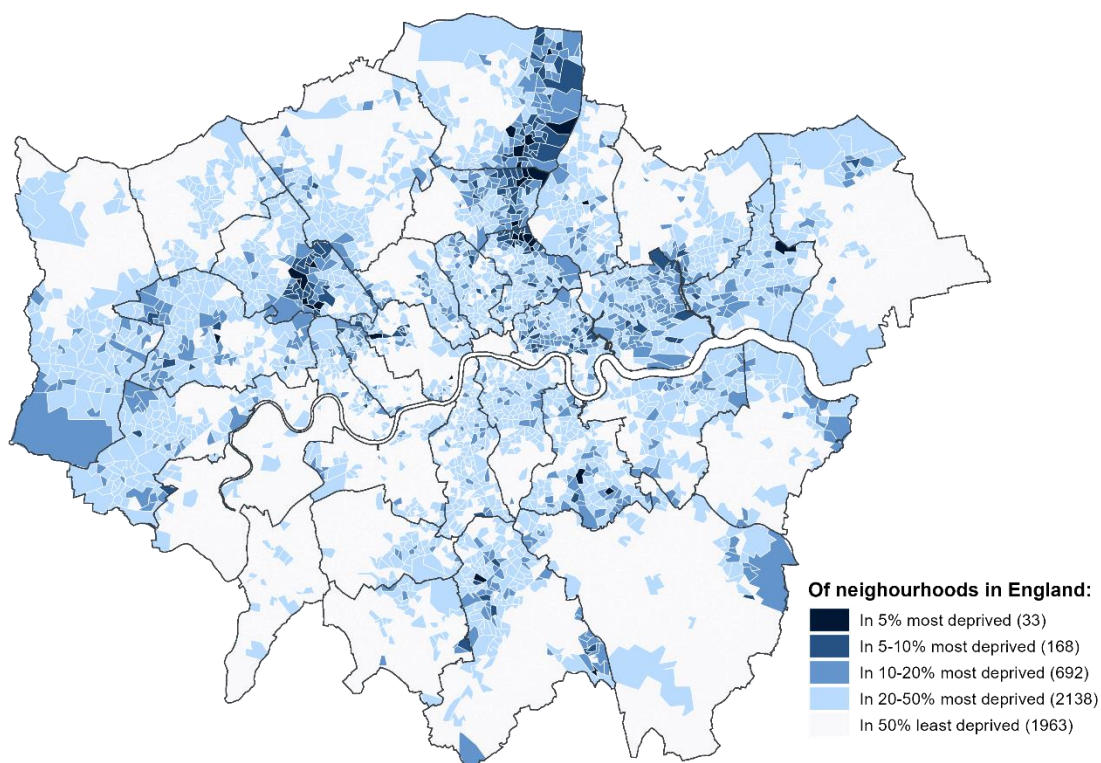 Of neighourhoods in England:
In 5% most deprived (33)
In 5-10% most deprived (168)
In 10-20% most deprived (692)
In 20-50% most deprived (2138)
In 50% least deprived (1963)